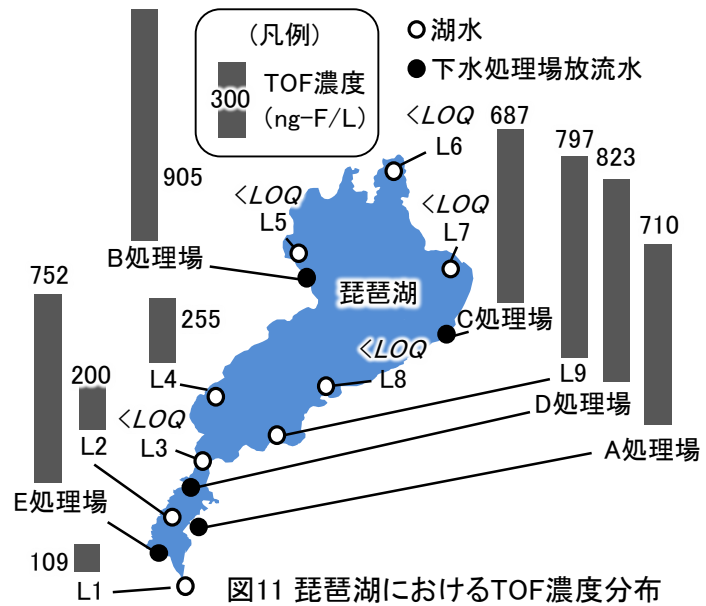 (凡例)
300
TOF濃度
(ng-F/L)
湖水
下水処理場放流水
905
B処理場
<LOQ
L5
<LOQ
L6
<LOQ
L7
687
C処理場
797
L9
823
D処理場
710
A処理場
琵琶湖
752
E処理場
255
L4
200
L2
<LOQ
L3
<LOQ
L8
109
L1
図11 琵琶湖におけるTOF濃度分布